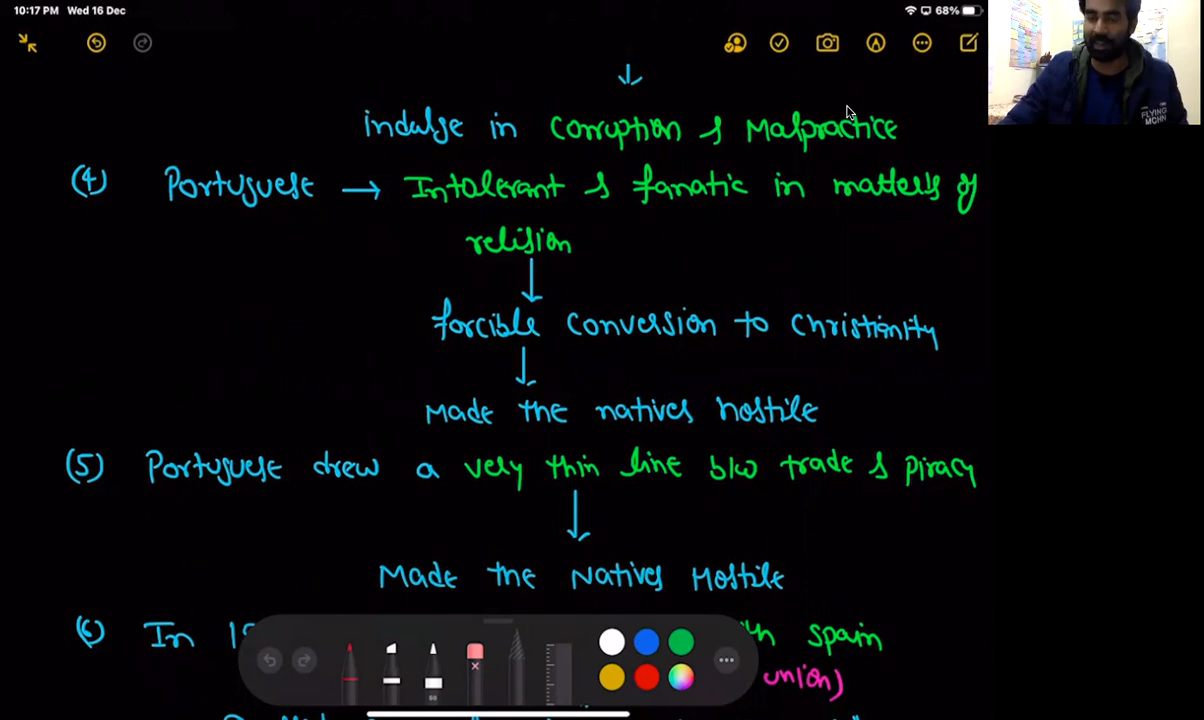 10:17 PM Wed 16 Dec
68%
↓
indulge in Corruption & Malpractice
(4) Portuguese → Intolerant & fanatic in matters of
religion
↓
forcible conversion to Christianity
↓
Made the natives hostile
(5) Portuguese drew a very thin line b/w trade & piracy
↓
Made the Natives Hostile
(6) In
spain
union)
FLYING
MCHN